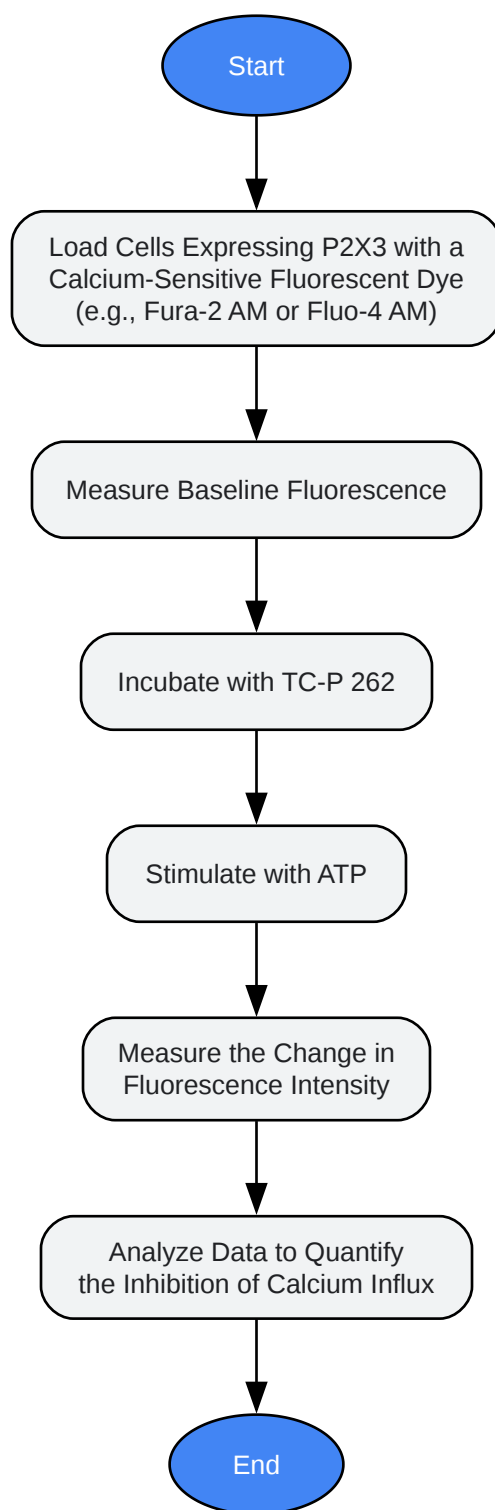 Start
Load Cells Expressing P2X3 with a
Calcium-Sensitive Fluorescent Dye
(e.g., Fura-2 AM or Fluo-4 AM)
Measure Baseline Fluorescence
Incubate with TC-P 262
Stimulate with ATP
Measure the Change in
Fluorescence Intensity
Analyze Data to Quantify
the Inhibition of Calcium Influx
End